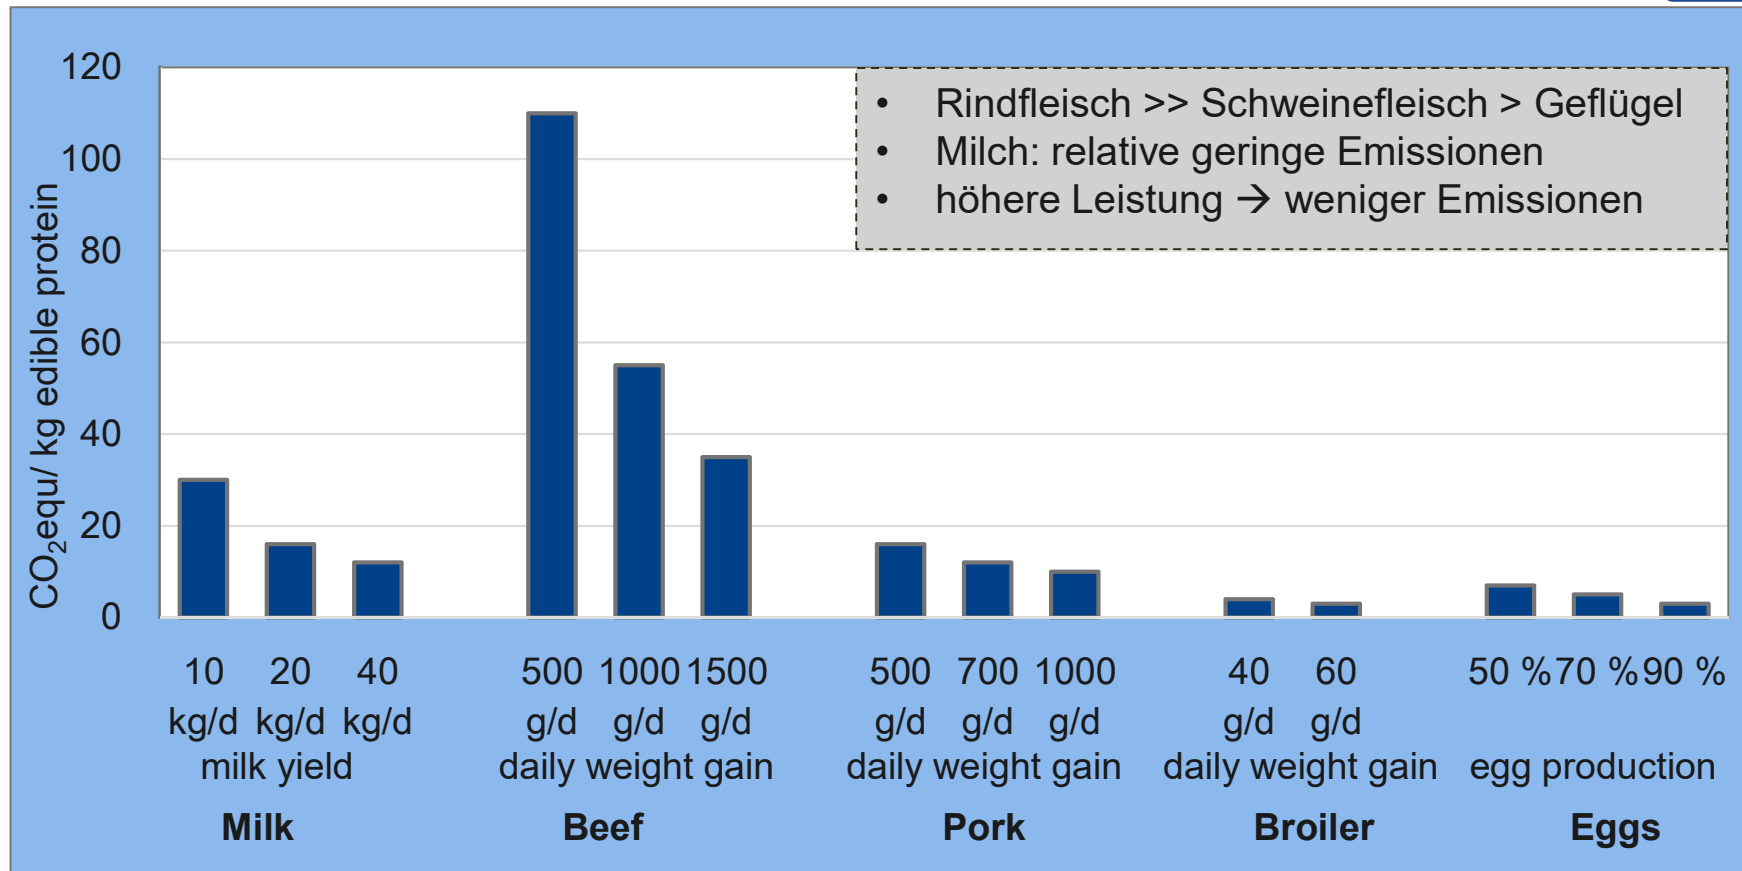 120
100
80
60
40
20
0
CO₂equ/ kg edible protein
• Rindfleisch >> Schweinefleisch > Geflügel
• Milch: relative geringe Emissionen
• höhere Leistung → weniger Emissionen
10 20 40 500 1000 1500 500 700 1000 40 60 50 % 70 % 90 %
kg/d kg/d kg/d g/d g/d g/d g/d g/d g/d g/d g/d
milk yield daily weight gain daily weight gain daily weight gain egg production
Milk Beef Pork Broiler Eggs